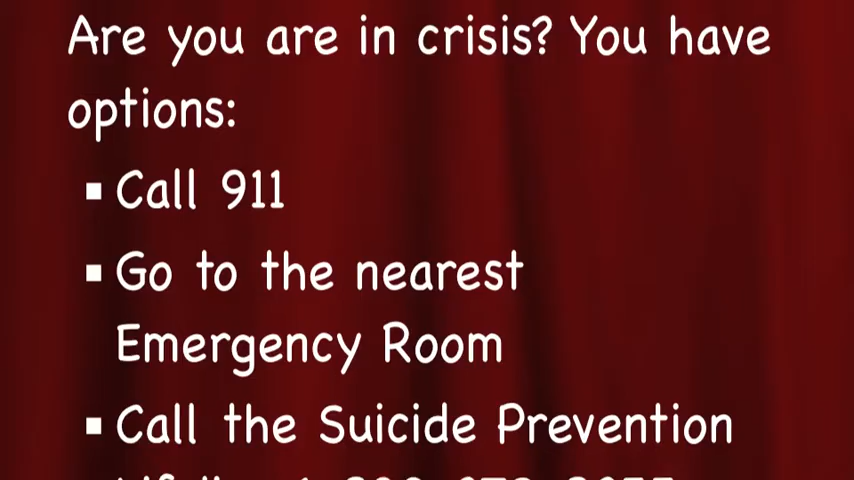 Are you are in crisis? You have
options:
▪ Call 911
▪ Go to the nearest
Emergency Room
▪ Call the Suicide Prevention